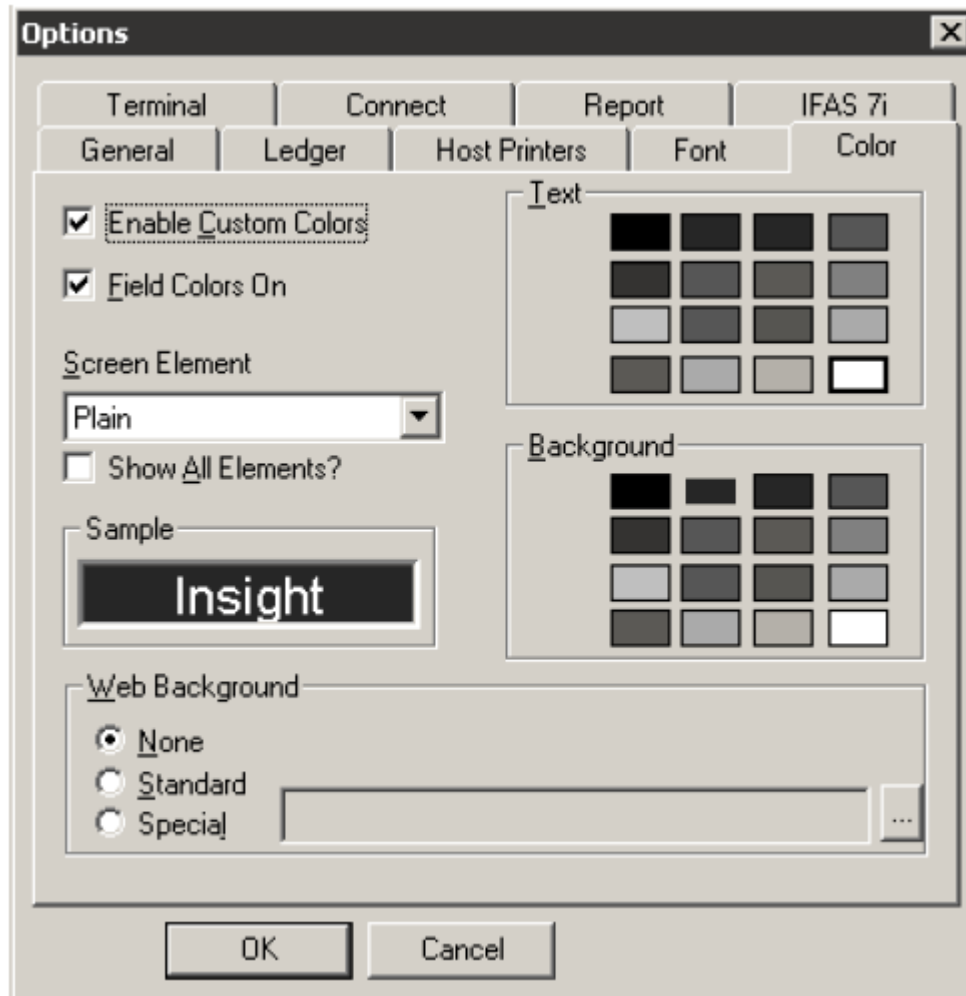 Options
Terminal Connect Report IFAS 7i
General Ledger Host Printers Font Color
Enable Custom Colors
Field Colors On
Screen Element
Plain
Show All Elements?
Sample
Insight
Text
Background
Web Background
None
Standard
Special
...
OK Cancel